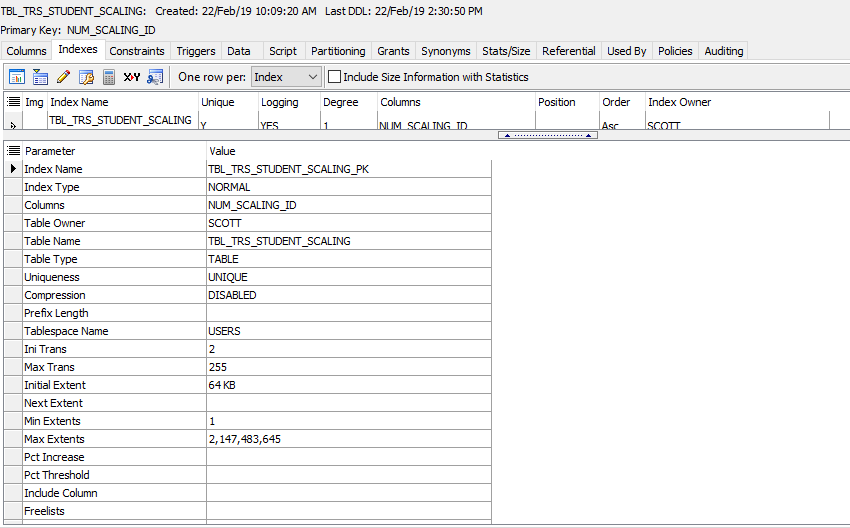 TBL_TRS_STUDENT_SCALING: Created: 22/Feb/19 10:09:20 AM Last DDL: 22/Feb/19 2:30:50 PM
Primary Key: NUM_SCALING_ID
Columns Indexes Constraints Triggers Data Script Partitioning Grants Synonyms Stats/Size Referential Used By Policies Auditing
X↔Y One row per: Index Include Size Information with Statistics
Img Index Name Unique Logging Degree Columns Position Order Index Owner
TBL_TRS_STUDENT_SCALING Y YES 1 NUM_SCALING_ID Asc SCOTT
Parameter Value
Index Name TBL_TRS_STUDENT_SCALING_PK
Index Type NORMAL
Columns NUM_SCALING_ID
Table Owner SCOTT
Table Name TBL_TRS_STUDENT_SCALING
Table Type TABLE
Uniqueness UNIQUE
Compression DISABLED
Prefix Length
Tablespace Name USERS
Ini Trans 2
Max Trans 255
Initial Extent 64 KB
Next Extent
Min Extents 1
Max Extents 2,147,483,645
Pct Increase
Pct Threshold
Include Column
Freelists